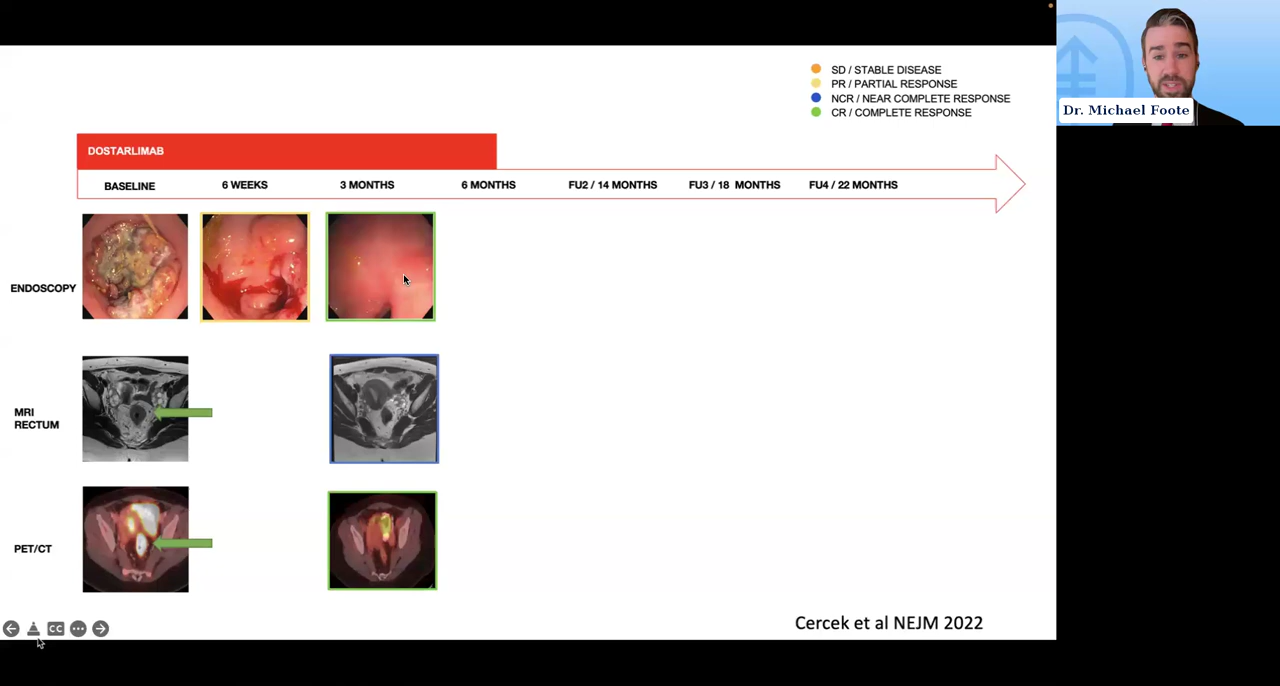 SD / STABLE DISEASE
PR / PARTIAL RESPONSE
NCR / NEAR COMPLETE RESPONSE
CR / COMPLETE RESPONSE
Dr. Michael Foote
DOSTARLIMAB
BASELINE 6 WEEKS 3 MONTHS 6 MONTHS FU2 / 14 MONTHS FU3 / 18 MONTHS FU4 / 22 MONTHS
ENDOSCOPY
MRI
RECTUM
PET/CT
Cercek et al NEJM 2022
CC